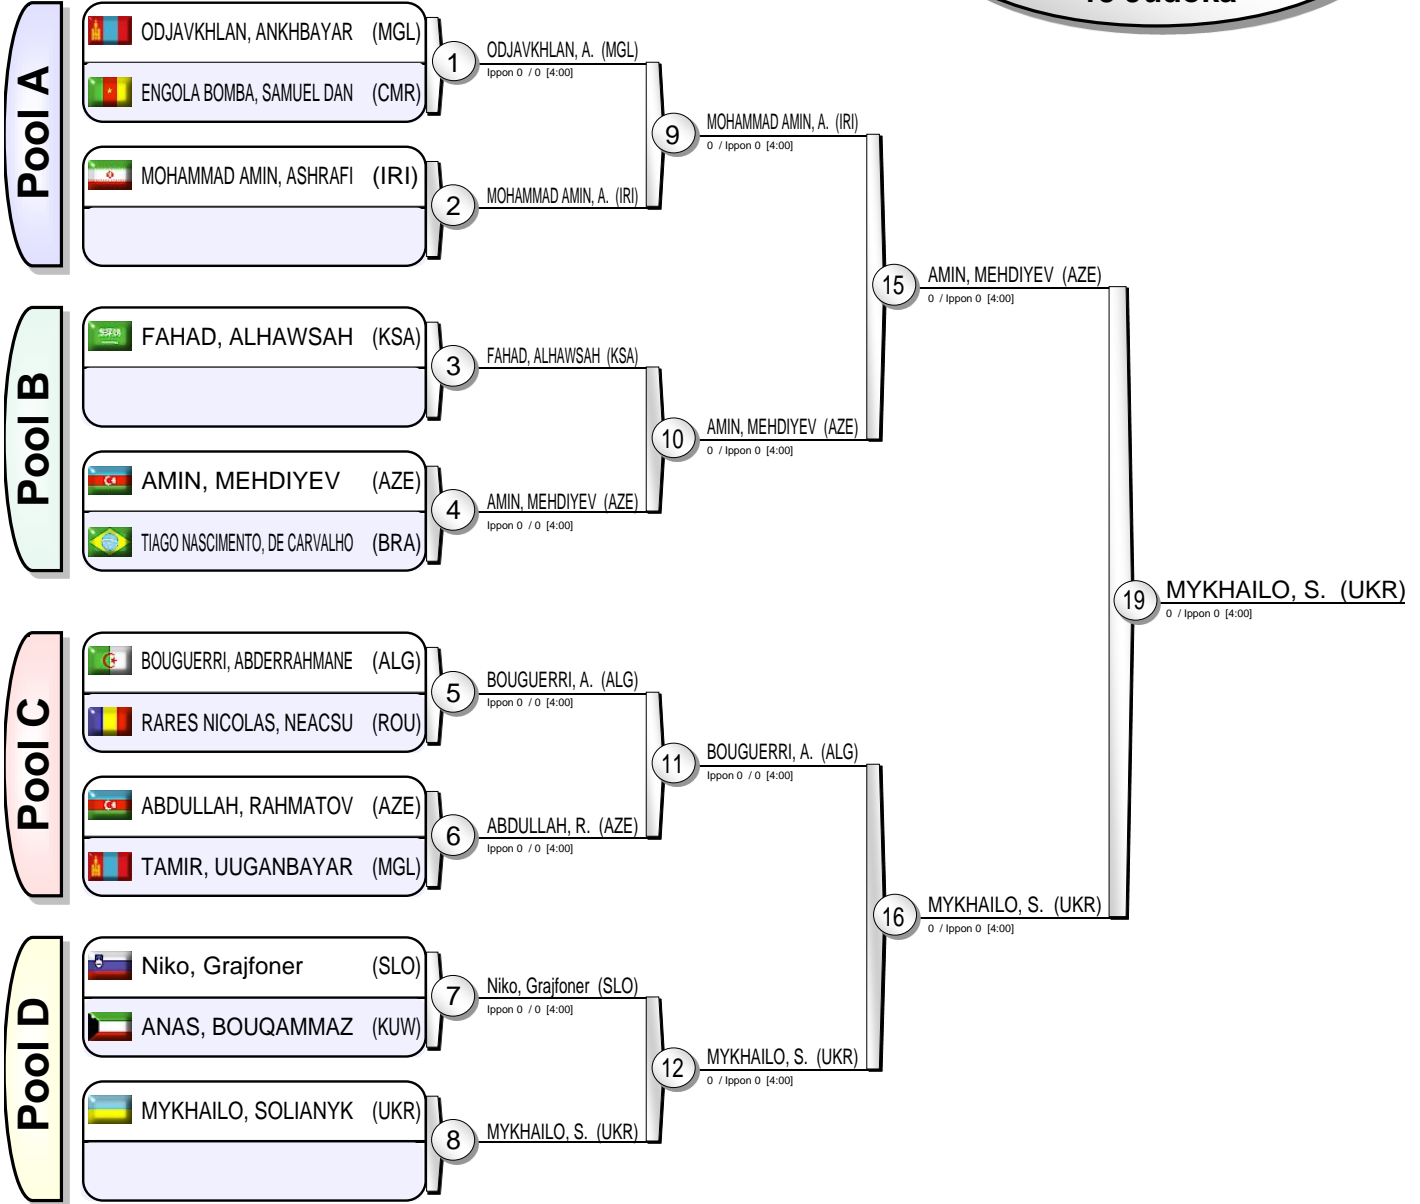 Pool A
ODJAVKHLAN, ANKHBAYAR (MGL)
ENGOLA BOMBA, SAMUEL DAN (CMR)
MOHAMMAD AMIN, ASHRAFI (IRI)
1
ODJAVKHLAN, A. (MGL)
Ippon 0 / 0 [4:00]
2
MOHAMMAD AMIN, A. (IRI)
9
MOHAMMAD AMIN, A. (IRI)
0 / Ippon 0 [4:00]
Pool B
FAHAD, ALHAWSAH (KSA)
AMIN, MEHDIYEV (AZE)
TIAGO NASCIMENTO, DE CARVALHO (BRA)
3
FAHAD, ALHAWSAH (KSA)
4
AMIN, MEHDIYEV (AZE)
Ippon 0 / 0 [4:00]
10
AMIN, MEHDIYEV (AZE)
0 / Ippon 0 [4:00]
15
AMIN, MEHDIYEV (AZE)
0 / Ippon 0 [4:00]
Pool C
BOUGUERRI, ABDERRAHMANE (ALG)
RARES NICOLAS, NEACSU (ROU)
ABDULLAH, RAHMATOV (AZE)
TAMIR, UUGANBAYAR (MGL)
5
BOUGUERRI, A. (ALG)
Ippon 0 / 0 [4:00]
6
ABDULLAH, R. (AZE)
Ippon 0 / 0 [4:00]
11
BOUGUERRI, A. (ALG)
Ippon 0 / 0 [4:00]
Pool D
Niko, Grajfoner (SLO)
ANAS, BOUQAMMAZ (KUW)
MYKHAILO, SOLIANYK (UKR)
7
Niko, Grajfoner (SLO)
Ippon 0 / 0 [4:00]
8
MYKHAILO, S. (UKR)
12
MYKHAILO, S. (UKR)
0 / Ippon 0 [4:00]
16
MYKHAILO, S. (UKR)
0 / Ippon 0 [4:00]
19
MYKHAILO, S. (UKR)
0 / Ippon 0 [4:00]